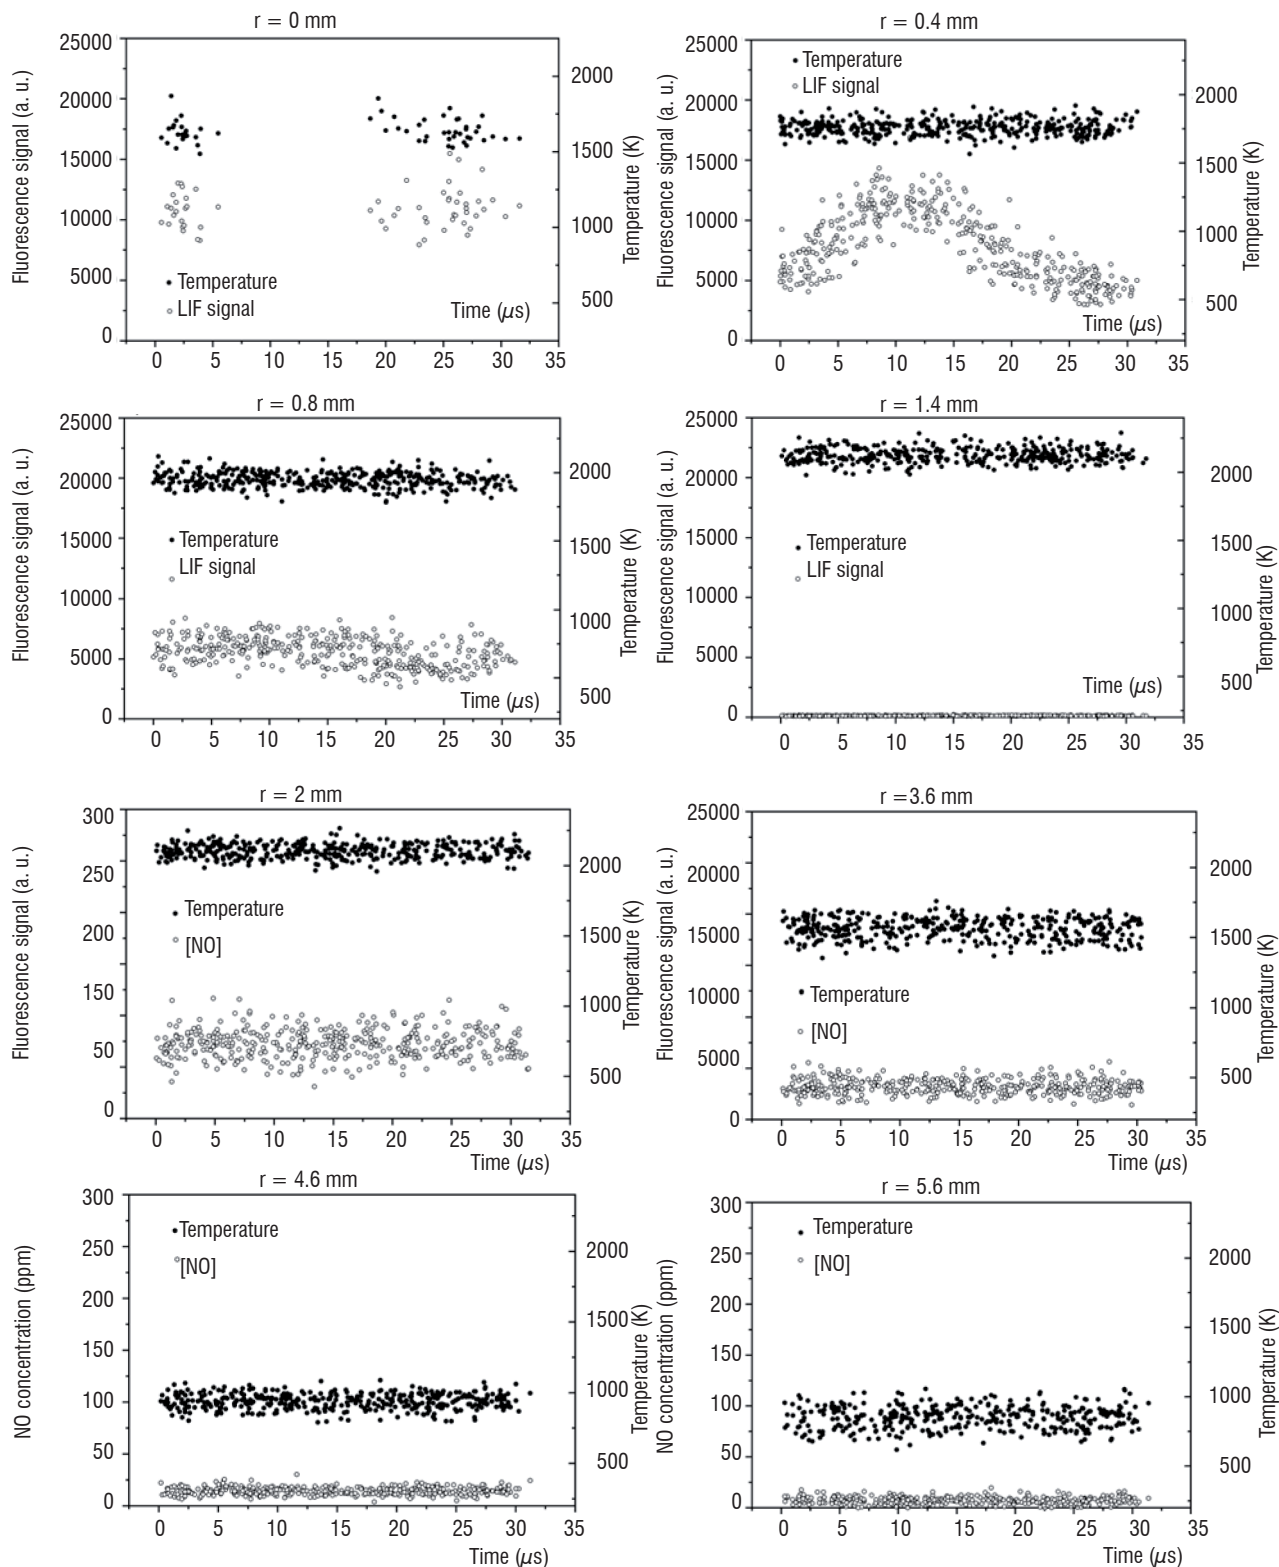 r = 0 mm
25000
20000
15000
10000
5000
0
Fluorescence signal (a. u.)
2000
1500
1000
500
Temperature (K)
Temperature
LIF signal
Time (µs)
0 5 10 15 20 25 30 35
r = 0.4 mm
25000
20000
15000
10000
5000
0
Fluorescence signal (a. u.)
Temperature
LIF signal
2000
1500
1000
500
Temperature (K)
Time (µs)
0 5 10 15 20 25 30 35
r = 0.8 mm
25000
20000
15000
10000
5000
0
Fluorescence signal (a. u.)
Temperature
LIF signal
2000
1500
1000
500
Temperature (K)
Time (µs)
0 5 10 15 20 25 30 35
r = 1.4 mm
25000
20000
15000
10000
5000
0
Fluorescence signal (a. u.)
Temperature
LIF signal
2000
1500
1000
500
Temperature (K)
Time (µs)
0 5 10 15 20 25 30 35
r = 2 mm
300
250
200
150
50
0
Fluorescence signal (a. u.)
Temperature
[NO]
2000
1500
1000
500
Temperature (K)
0 5 10 15 20 25 30 35
Time (µs)
r =3.6 mm
25000
20000
15000
10000
5000
0
Fluorescence signal (a. u.)
Temperature
[NO]
2000
1500
1000
500
Temperature (K)
0 5 10 15 20 25 30 35
Time (µs)
r = 4.6 mm
300
250
200
150
100
50
0
NO concentration (ppm)
Temperature
[NO]
2000
1500
1000
500
Temperature (K)
0 5 10 15 20 25 30 35
Time (µs)
r = 5.6 mm
300
250
200
150
100
50
0
NO concentration (ppm)
Temperature
[NO]
2000
1500
1000
500
Temperature (K)
0 5 10 15 20 25 30 35
Time (µs)